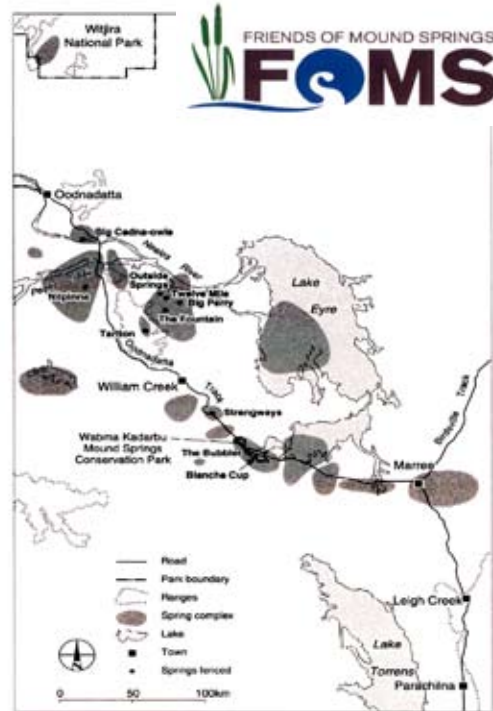 Witjira
National Park
FRIENDS OF MOUND SPRINGS
FOMS
Oodnadatta
Big Cadna-owie
Neales
River
Outside
Springs
Nilpinna
Twelve Mile
Big Perry
The Fountain
Tarlton
Lake
Eyre
Oodnadatta
Track
William Creek
Strangways
Wabma Kadarbu
Mound Springs
Conservation Park
The Bubbler
Blanche Cup
Birdsville Track
Marree
Leigh Creek
Lake
Torrens
Parachilna
Road
Park boundary
Ranges
Spring complex
Lake
Town
Springs fenced
0 50 100km